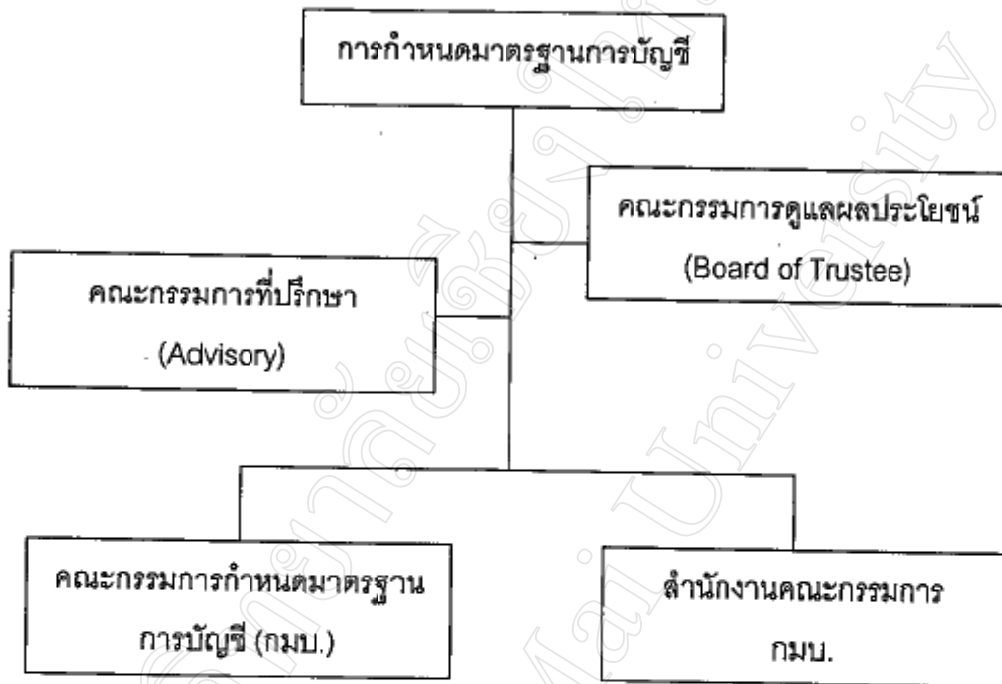 การกำหนดมาตรฐานการบัญชี
คณะกรรมการดูแลผลประโยชน์
(Board of Trustee)
คณะกรรมการที่ปรึกษา
(Advisory)
คณะกรรมการกำหนดมาตรฐาน
การบัญชี (กมบ.)
สำนักงานคณะกรรมการ
กมบ.
Mai University